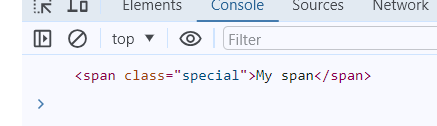 Elements Console Sources Network
top Filter
<span class="special">My span</span>